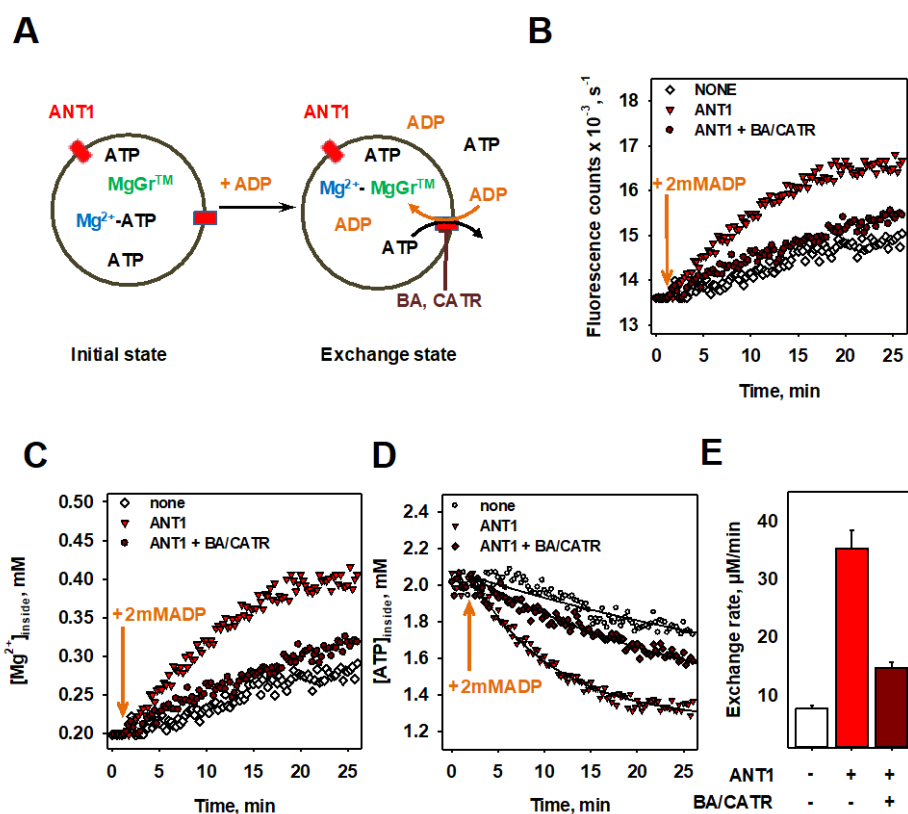 A
ANT1
ATP
MgGr™
Mg²⁺-ATP
ATP
+ ADP
Initial state
ANT1
ADP
ATP
ATP
Mg²⁺- MgGr™
ADP
ADP
ATP
BA, CATR
Exchange state
B
Fluorescence counts x 10⁻³, s⁻¹
18
17
16
15
14
13
NONE
ANT1
ANT1 + BA/CATR
+ 2mMADP
0 5 10 15 20 25
Time, min
C
[Mg²⁺]inside, mM
0.50
0.45
0.40
0.35
0.30
0.25
0.20
none
ANT1
ANT1 + BA/CATR
+2mMADP
0 5 10 15 20 25
Time, min
D
[ATP]inside, mM
2.4
2.2
2.0
1.8
1.6
1.4
1.2
none
ANT1
ANT1 + BA/CATR
+2mMADP
0 5 10 15 20 25
Time, min
E
Exchange rate, µM/min
40
30
20
10
ANT1 - + +
BA/CATR - - +